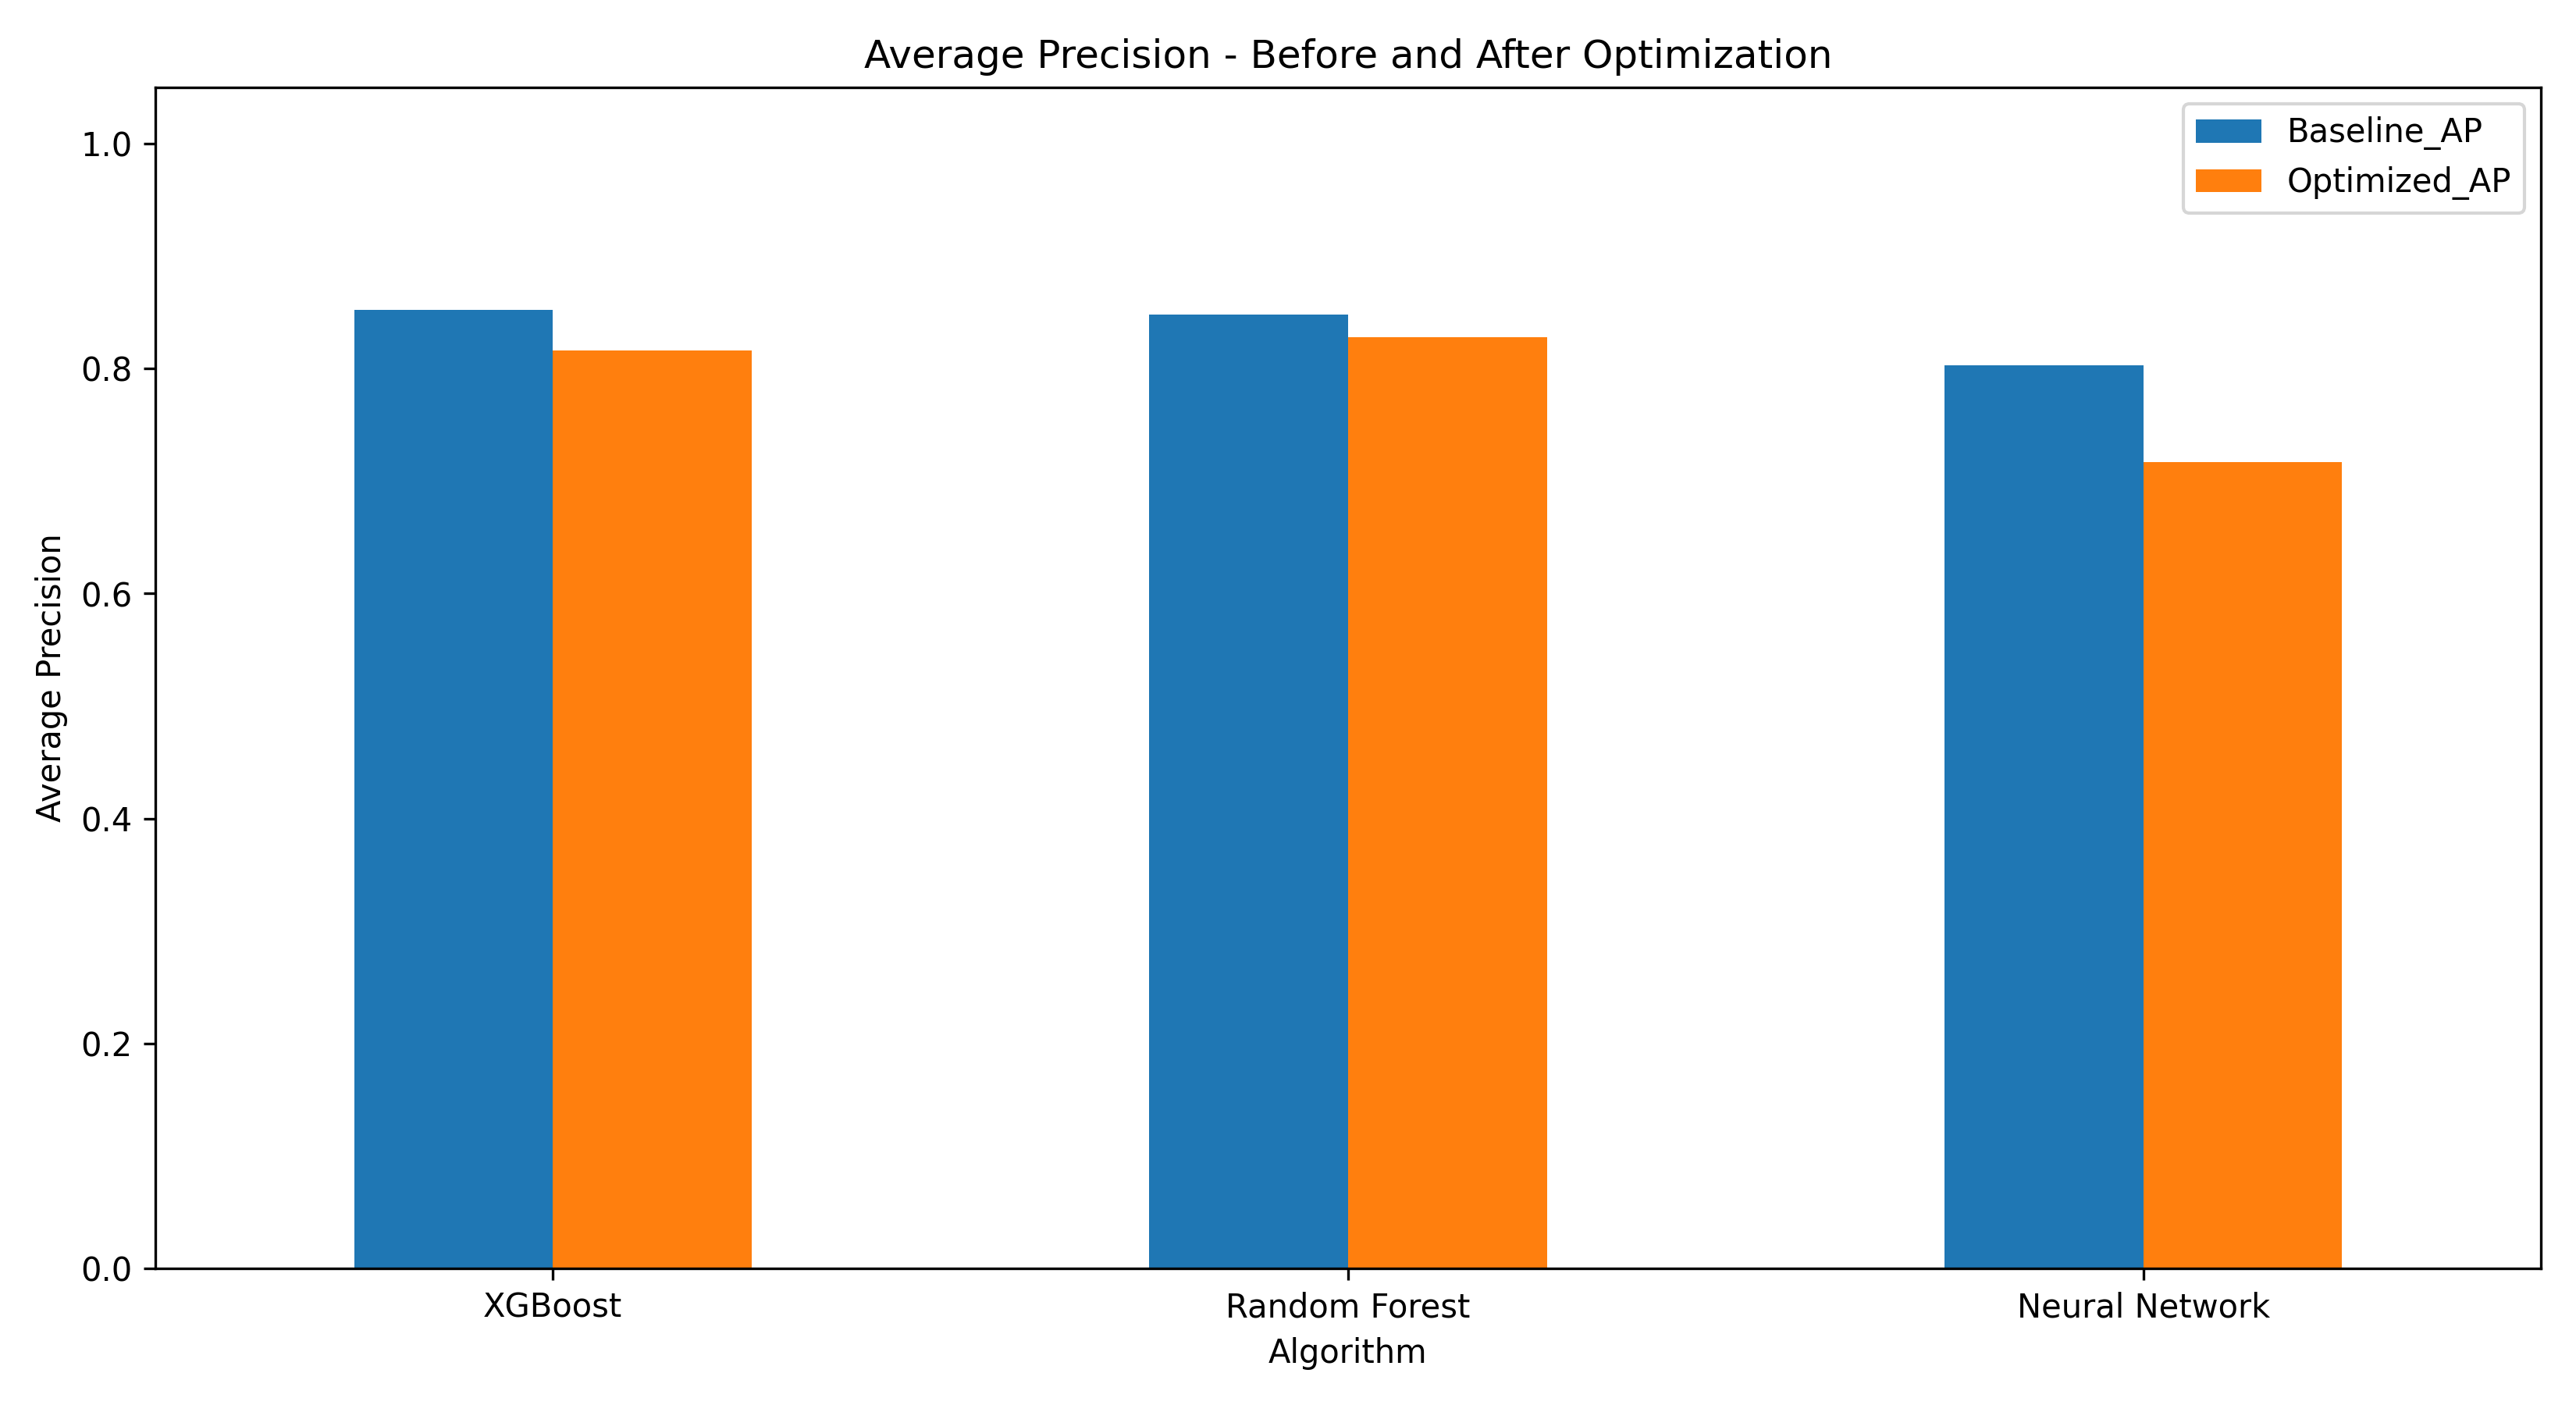 Average Precision - Before and After Optimization
Baseline_AP
Optimized_AP
Average Precision
1.0
0.8
0.6
0.4
0.2
0.0
XGBoost
Random Forest
Neural Network
Algorithm